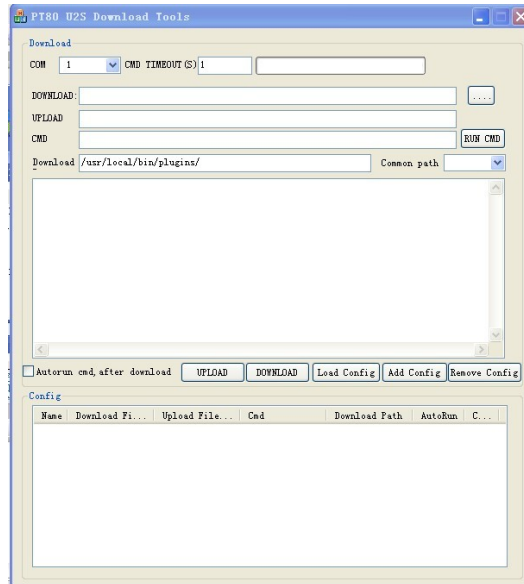 PT80 U2S Download Tools
Download
COM 1 CMD TIMEOUT(S) 1
DOWNLOAD: ....
UPLOAD
CMD RUN CMD
Download /usr/local/bin/plugins/ Common path
Autorun cmd, after download UPLOAD DOWNLOAD Load Config Add Config Remove Config
Config
Name Download Fi... Upload File... Cmd Download Path AutoRun C...